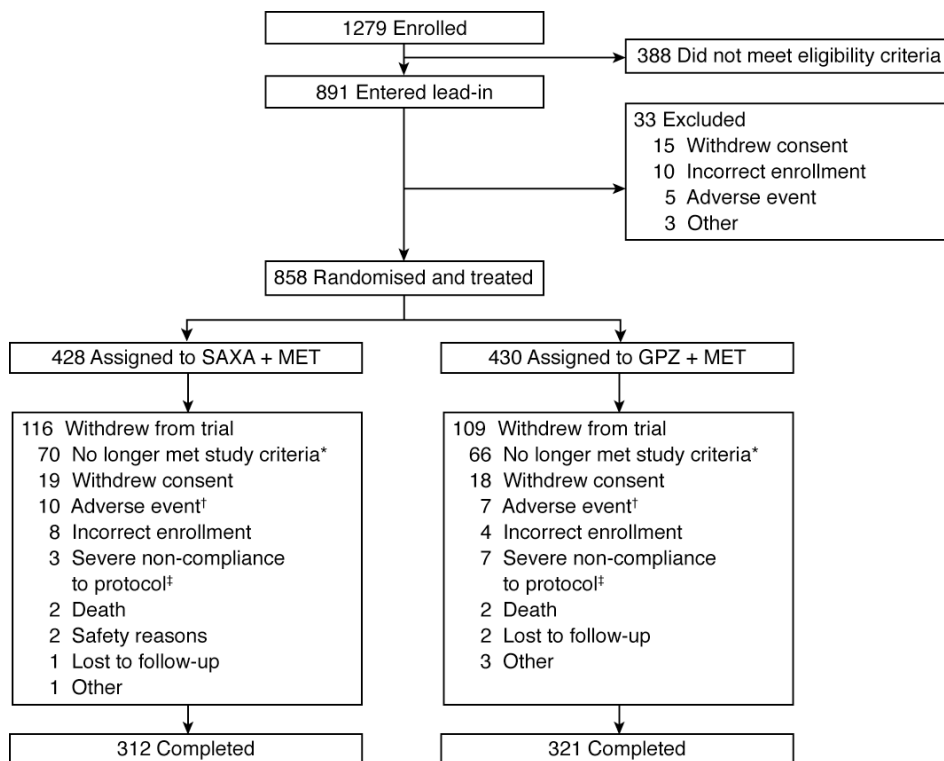 1279 Enrolled
388 Did not meet eligibility criteria
891 Entered lead-in
33 Excluded
15 Withdrew consent
10 Incorrect enrollment
5 Adverse event
3 Other
858 Randomised and treated
428 Assigned to SAXA + MET
116 Withdrew from trial
70 No longer met study criteria*
19 Withdrew consent
10 Adverse event†
8 Incorrect enrollment
3 Severe non-compliance
to protocol‡
2 Death
2 Safety reasons
1 Lost to follow-up
1 Other
312 Completed
430 Assigned to GPZ + MET
109 Withdrew from trial
66 No longer met study criteria*
18 Withdrew consent
7 Adverse event†
4 Incorrect enrollment
7 Severe non-compliance
to protocol‡
2 Death
2 Lost to follow-up
3 Other
321 Completed